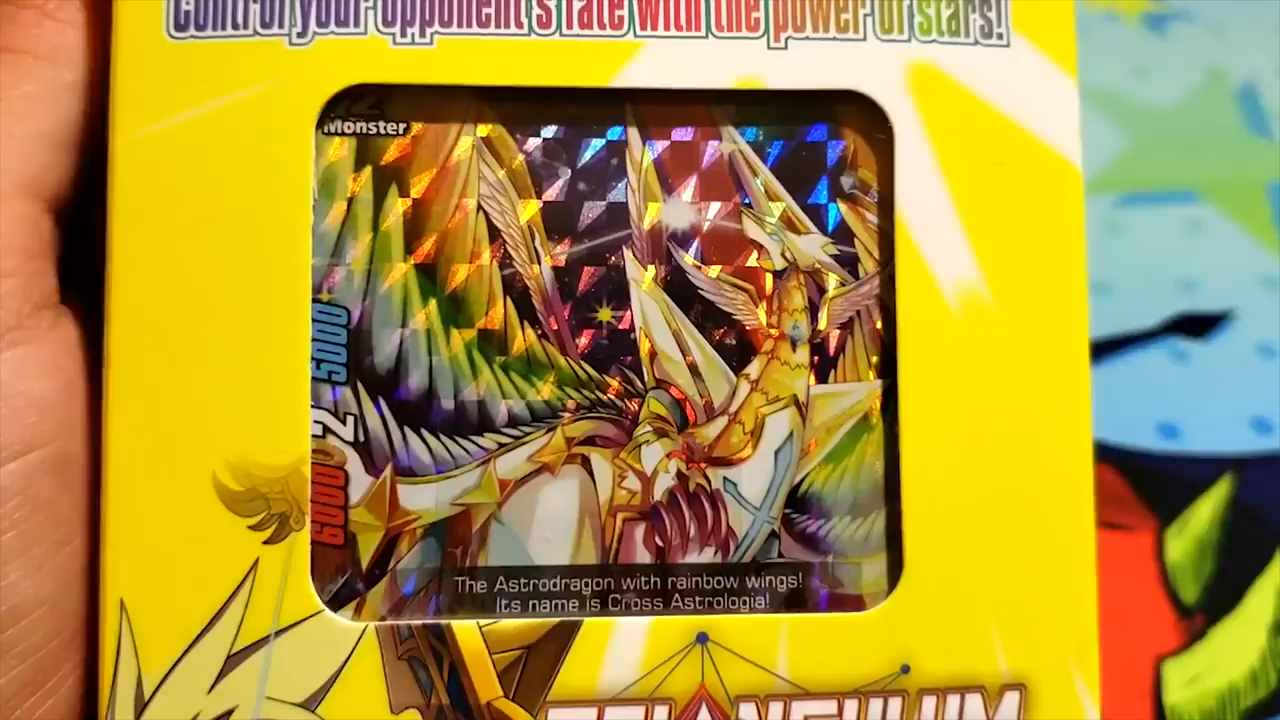 Control your opponent's fate with the power of stars!
Monster
5000
2
6000
The Astrodragon with rainbow wings!
Its name is Cross Astrologia!